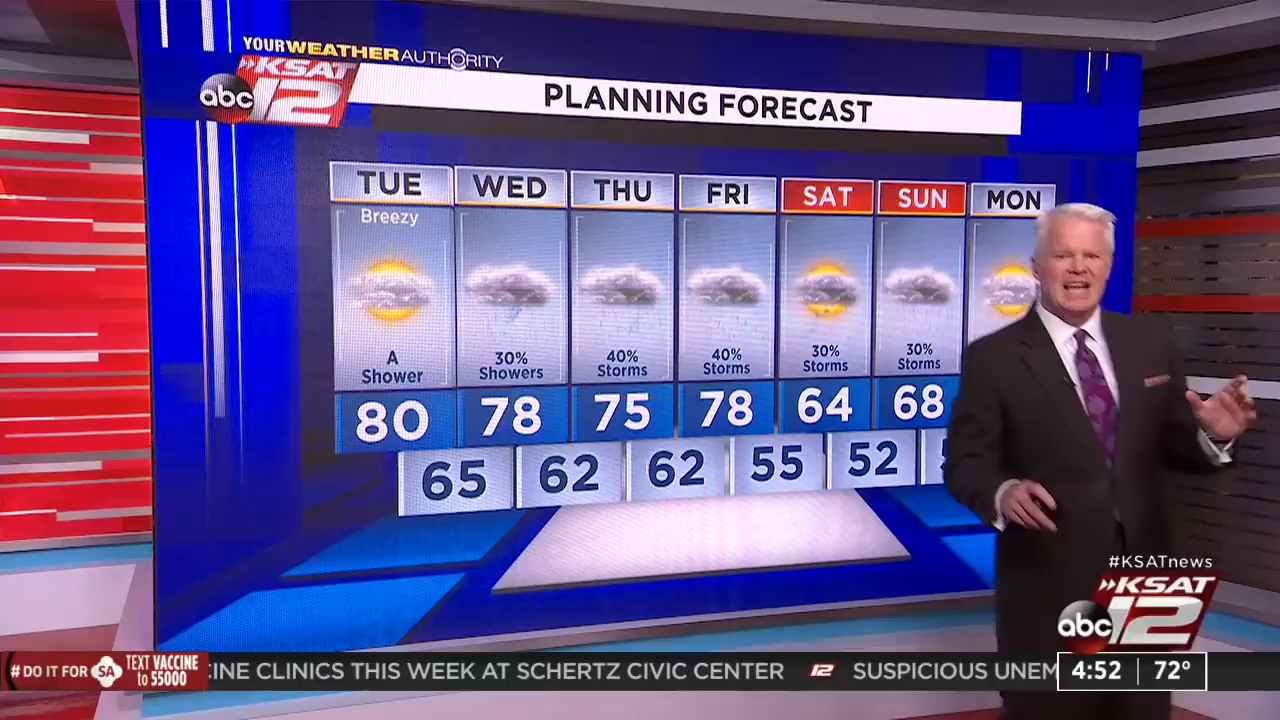 YOUR WEATHER AUTHORITY
KSAT
abc 12
PLANNING FORECAST
TUE WED THU FRI SAT SUN MON
Breezy
A Shower 30% Showers 40% Storms 40% Storms 30% Storms 30% Storms
80 78 75 78 64 68
65 62 62 55 52
#KSATnews
KSAT
abc 12
#DO IT FOR SA TEXT VACCINE to 55000 CINE CLINICS THIS WEEK AT SCHERTZ CIVIC CENTER 12 SUSPICIOUS UNEM 4:52 72°